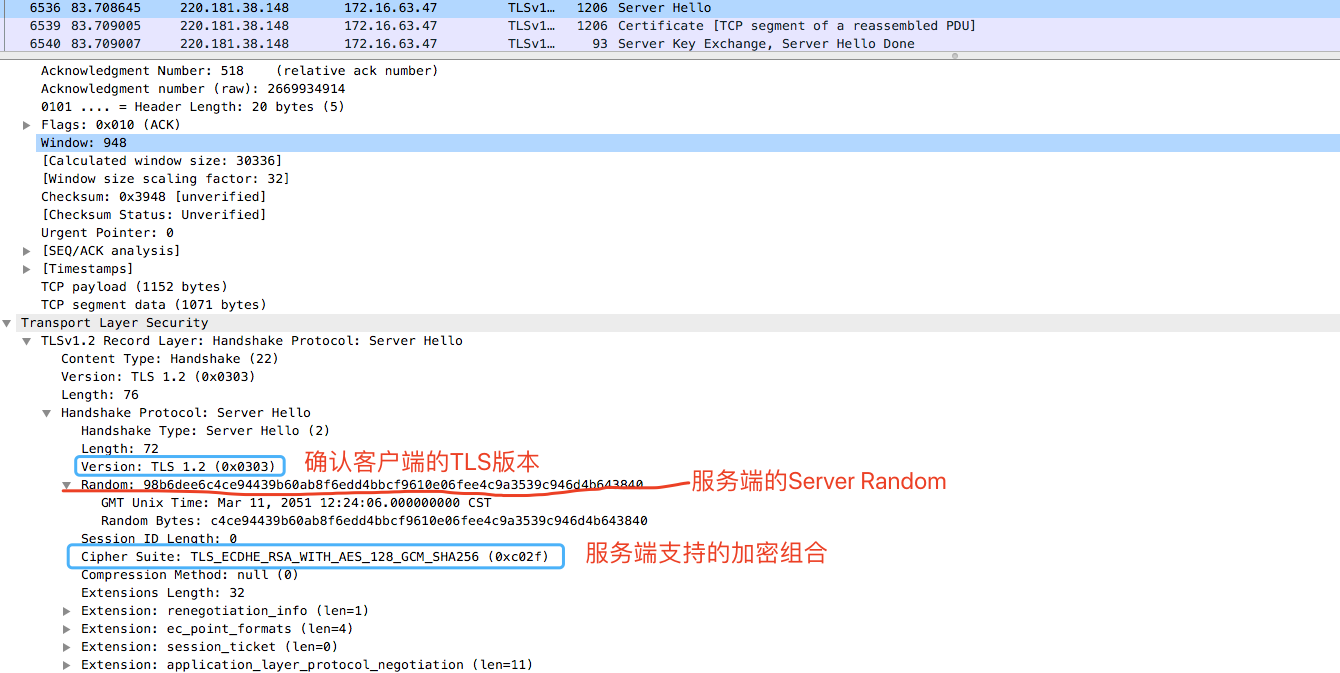 6536 83.708645 220.181.38.148 172.16.63.47 TLSv1… 1206 Server Hello
6539 83.709005 220.181.38.148 172.16.63.47 TLSv1… 1206 Certificate [TCP segment of a reassembled PDU]
6540 83.709007 220.181.38.148 172.16.63.47 TLSv1… 93 Server Key Exchange, Server Hello Done
Acknowledgment Number: 518 (relative ack number)
Acknowledgment number (raw): 2669934914
0101 .... = Header Length: 20 bytes (5)
Flags: 0x010 (ACK)
Window: 948
[Calculated window size: 30336]
[Window size scaling factor: 32]
Checksum: 0x3948 [unverified]
[Checksum Status: Unverified]
Urgent Pointer: 0
[SEQ/ACK analysis]
[Timestamps]
TCP payload (1152 bytes)
TCP segment data (1071 bytes)
Transport Layer Security
TLSv1.2 Record Layer: Handshake Protocol: Server Hello
Content Type: Handshake (22)
Version: TLS 1.2 (0x0303)
Length: 76
Handshake Protocol: Server Hello
Handshake Type: Server Hello (2)
Length: 72
Version: TLS 1.2 (0x0303) 确认客户端的TLS版本
Random: 98b6dee6c4ce94439b60ab8f6edd4bbcf9610e06fee4c9a3539c946d4b643840 服务端的Server Random
GMT Unix Time: Mar 11, 2051 12:24:06.000000000 CST
Random Bytes: c4ce94439b60ab8f6edd4bbcf9610e06fee4c9a3539c946d4b643840
Session ID Length: 0
Cipher Suite: TLS_ECDHE_RSA_WITH_AES_128_GCM_SHA256 (0xc02f) 服务端支持的加密组合
Compression Method: null (0)
Extensions Length: 32
Extension: renegotiation_info (len=1)
Extension: ec_point_formats (len=4)
Extension: session_ticket (len=0)
Extension: application_layer_protocol_negotiation (len=11)